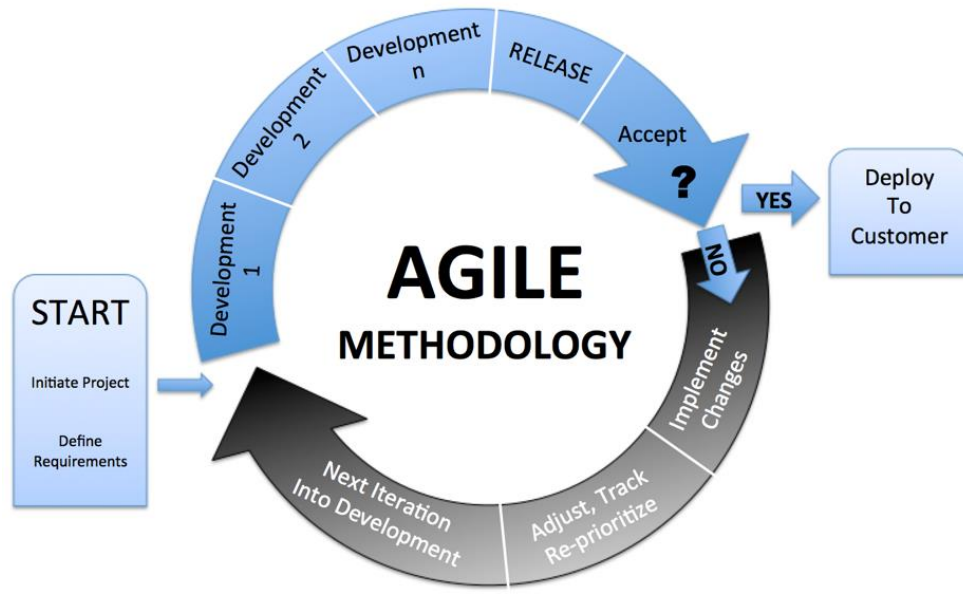 START
Initiate Project
Define
Requirements
Development
1
Development
2
Development
n
RELEASE
Accept
?
YES
Deploy
To
Customer
NO
Implement
Changes
Adjust, Track
Re-prioritize
Next Iteration
Into Development
AGILE
METHODOLOGY